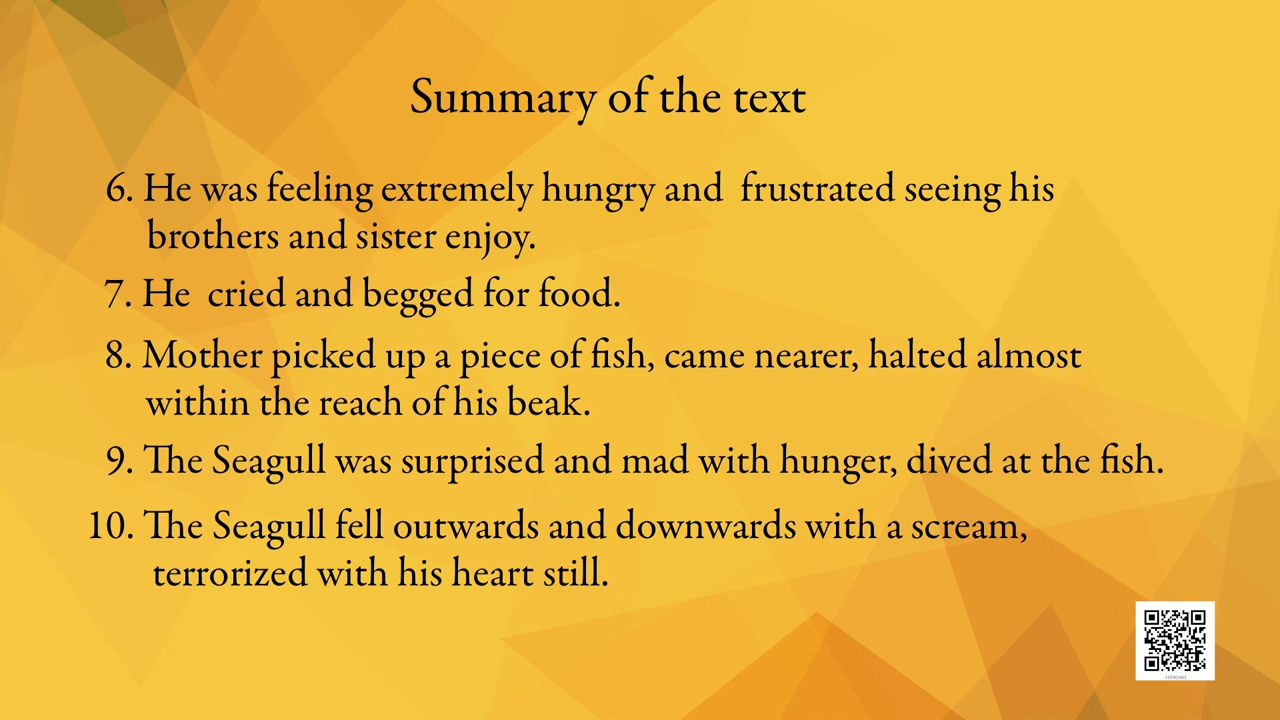 Summary of the text
6. He was feeling extremely hungry and frustrated seeing his
brothers and sister enjoy.
7. He cried and begged for food.
8. Mother picked up a piece of fish, came nearer, halted almost
within the reach of his beak.
9. The Seagull was surprised and mad with hunger, dived at the fish.
10. The Seagull fell outwards and downwards with a scream,
terrorized with his heart still.